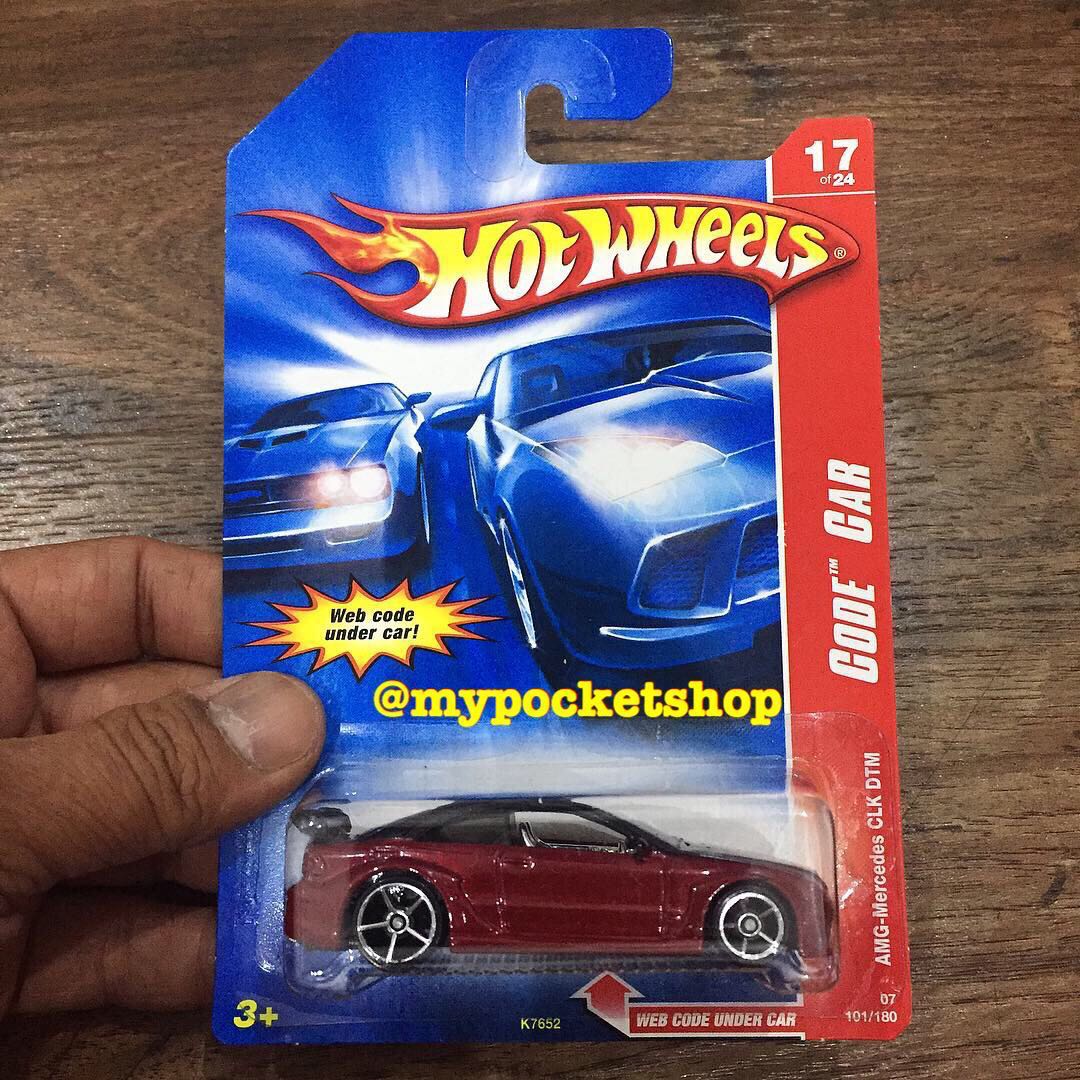 17
of 24
HOT WHEELS®
CODE™ CAR
Web code
under car!
@mypocketshop
AMG-Mercedes CLK DTM
3+
K7652
WEB CODE UNDER CAR
07
101/180